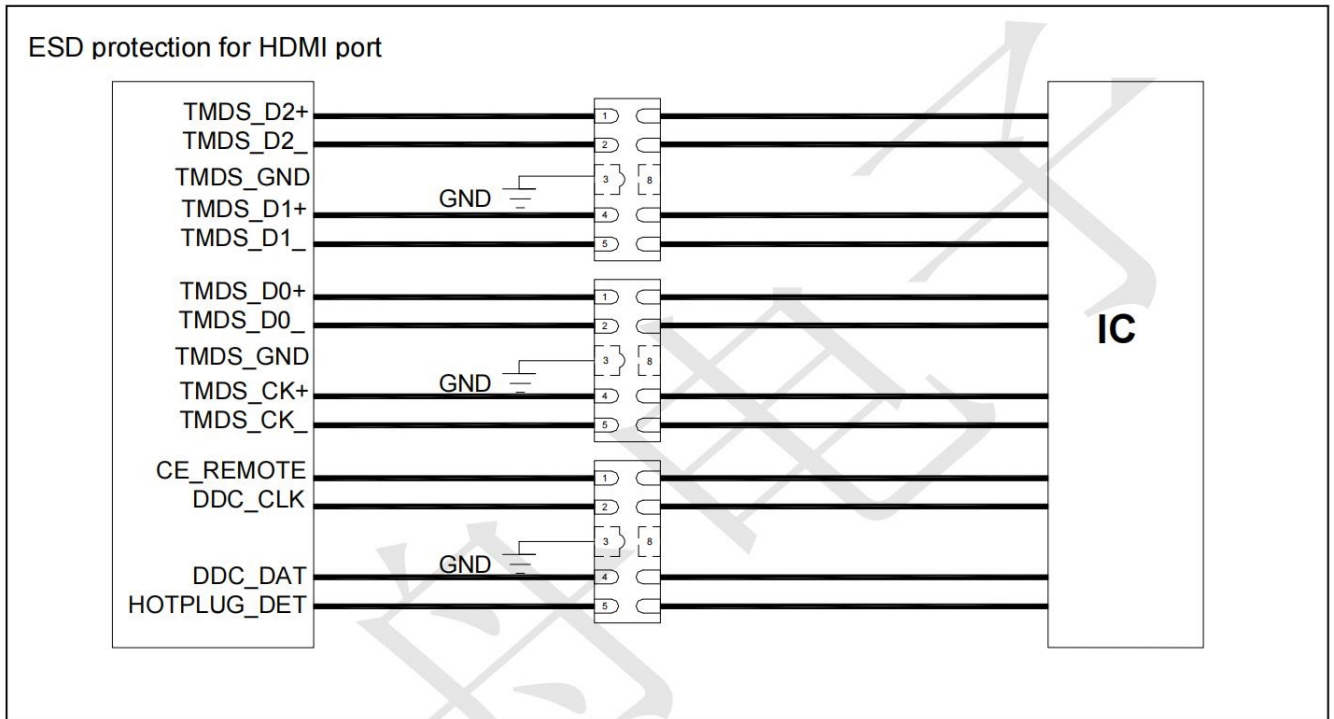 ESD protection for HDMI port
TMDS_D2+
TMDS_D2_
TMDS_GND
TMDS_D1+
TMDS_D1_
GND
1
2
3 8
4
5
TMDS_D0+
TMDS_D0_
TMDS_GND
TMDS_CK+
TMDS_CK_
GND
1
2
3 8
4
5
CE_REMOTE
DDC_CLK
DDC_DAT
HOTPLUG_DET
GND
1
2
3 8
4
5
IC
电子